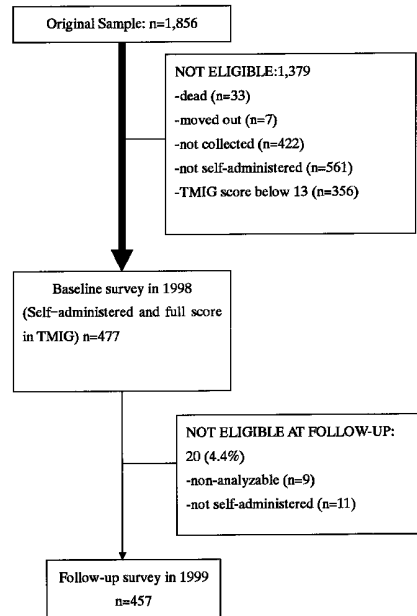 Original Sample: n=1,856
NOT ELIGIBLE:1,379
-dead (n=33)
-moved out (n=7)
-not collected (n=422)
-not self-administered (n=561)
-TMIG score below 13 (n=356)
Baseline survey in 1998
(Self-administered and full score
in TMIG) n=477
NOT ELIGIBLE AT FOLLOW-UP:
20 (4.4%)
-non-analyzable (n=9)
-not self-administered (n=11)
Follow-up survey in 1999
n=457